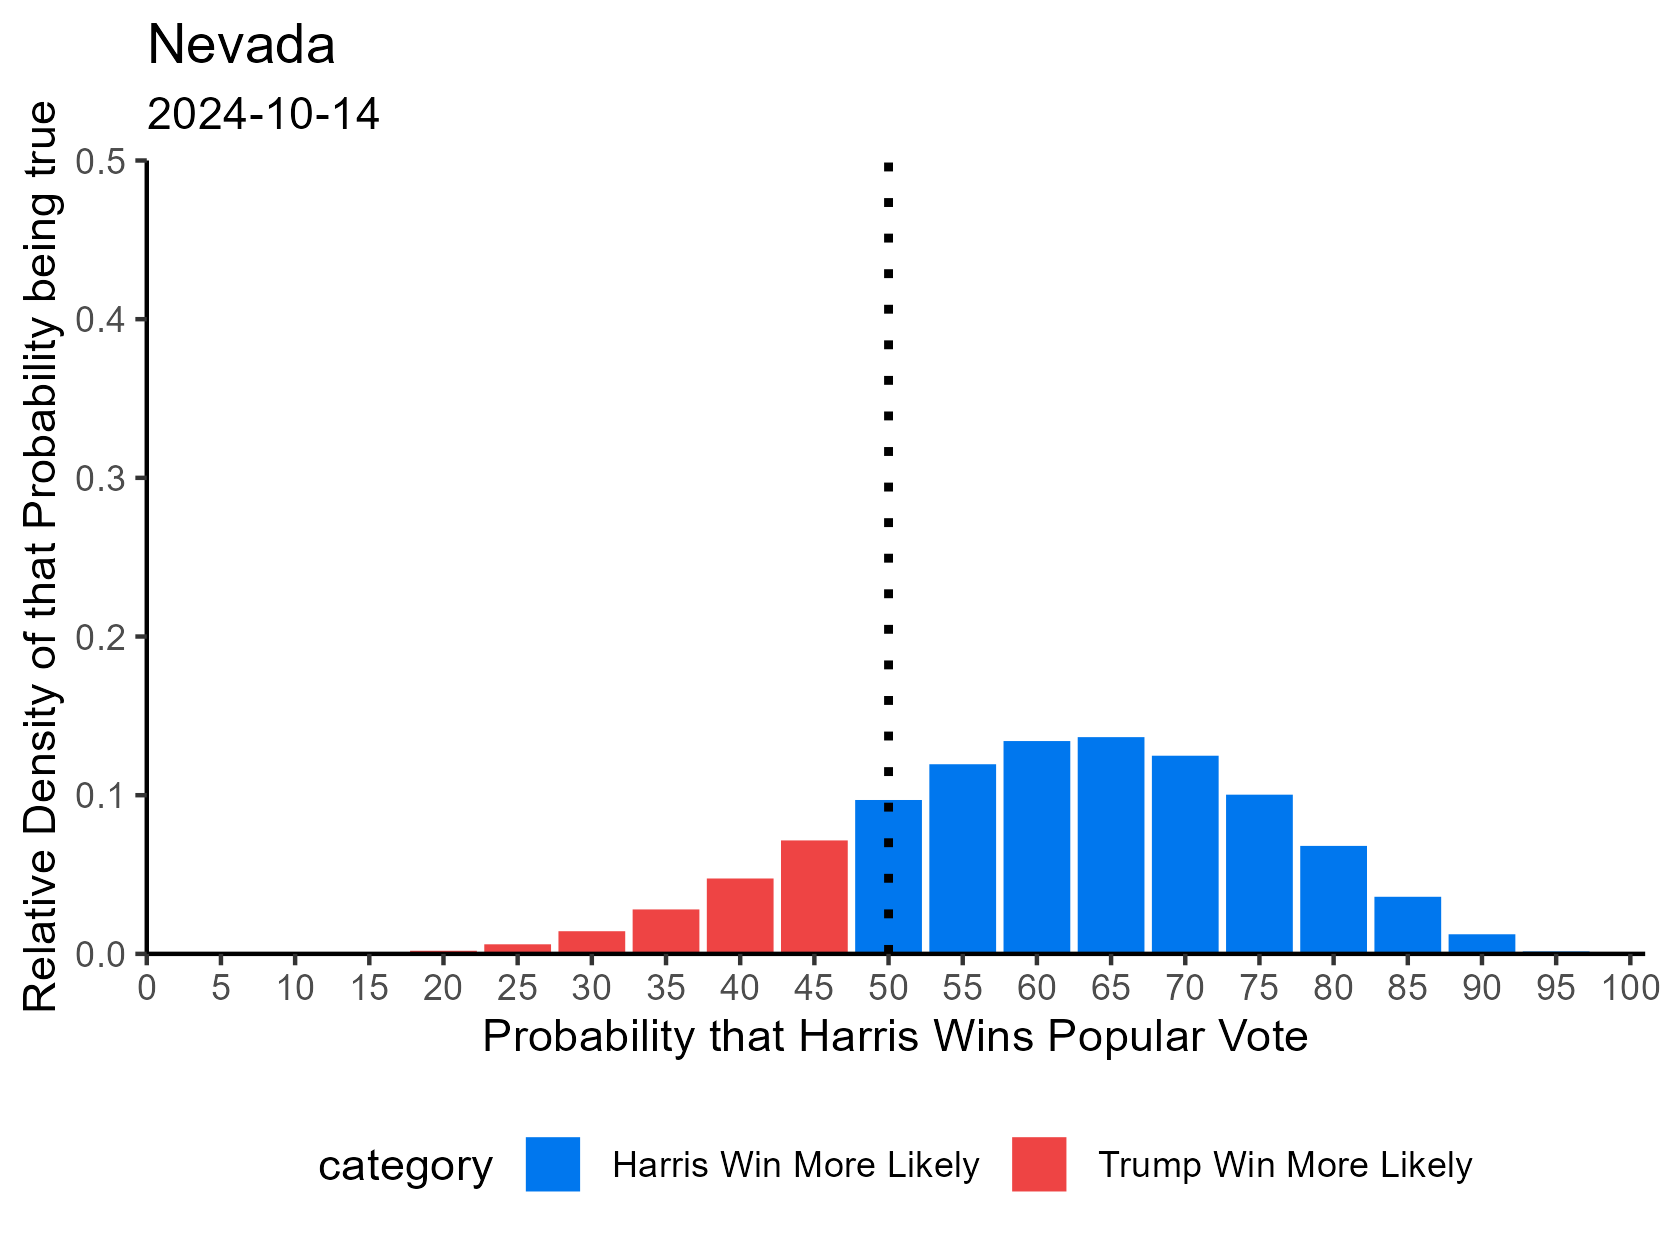 Nevada
2024-10-14
Relative Density of that Probability being true
0.5
0.4
0.3
0.2
0.1
0.0
0 5 10 15 20 25 30 35 40 45 50 55 60 65 70 75 80 85 90 95 100
Probability that Harris Wins Popular Vote
category Harris Win More Likely Trump Win More Likely